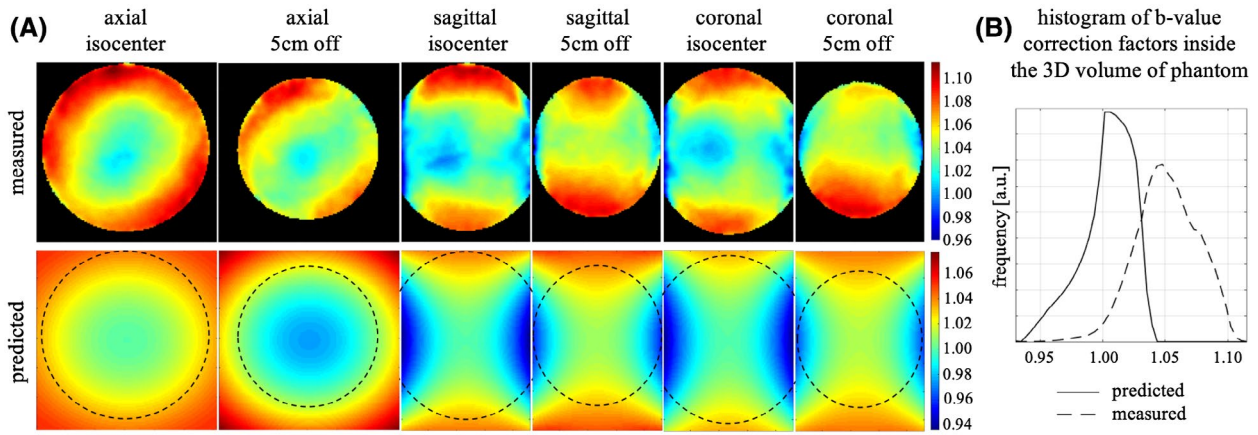 (A)
axial
isocenter
axial
5cm off
sagittal
isocenter
sagittal
5cm off
coronal
isocenter
coronal
5cm off
measured
1.10
1.08
1.06
1.04
1.02
1.00
0.98
0.96
predicted
1.06
1.04
1.02
1.00
0.98
0.96
0.94
(B)
histogram of b-value
correction factors inside
the 3D volume of phantom
frequency [a.u.]
0.95 1.00 1.05 1.10
predicted
measured